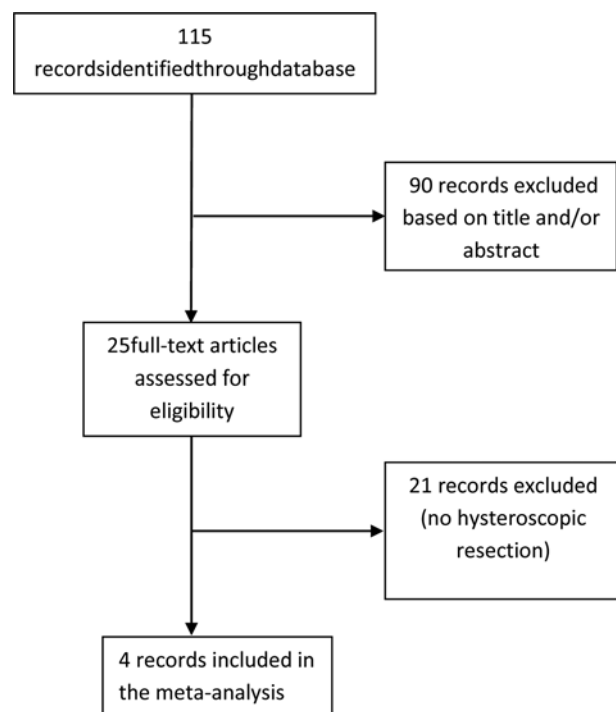 115
recordsidentifiedthroughdatabase
90 records excluded
based on title and/or
abstract
25full-text articles
assessed for
eligibility
21 records excluded
(no hysteroscopic
resection)
4 records included in
the meta-analysis